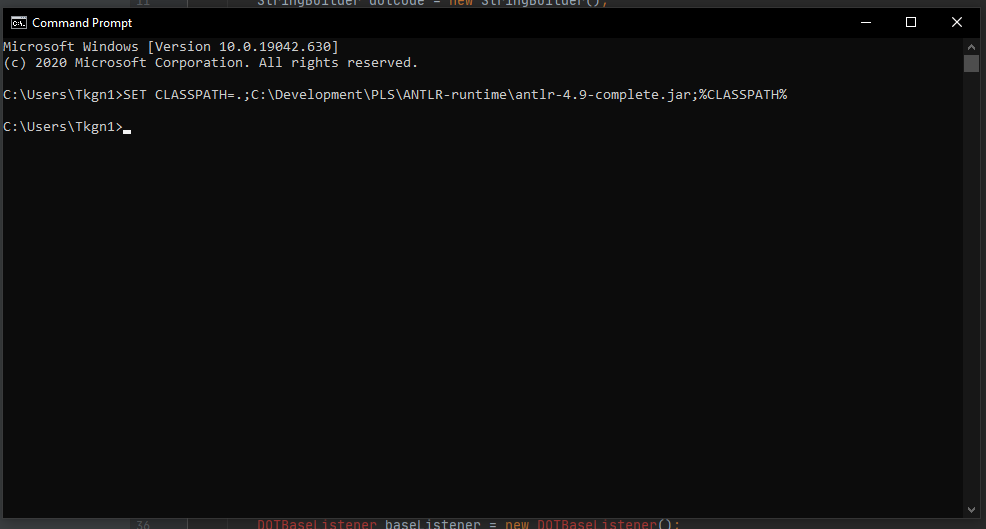 11 StringBuilder dotCode = new StringBuilder();
Command Prompt
Microsoft Windows [Version 10.0.19042.630]
(c) 2020 Microsoft Corporation. All rights reserved.
C:\Users\Tkgn1>SET CLASSPATH=.;C:\Development\PLS\ANTLR-runtime\antlr-4.9-complete.jar;%CLASSPATH%
C:\Users\Tkgn1>
36 DOTBaseListener baseListener = new DOTBaseListener();